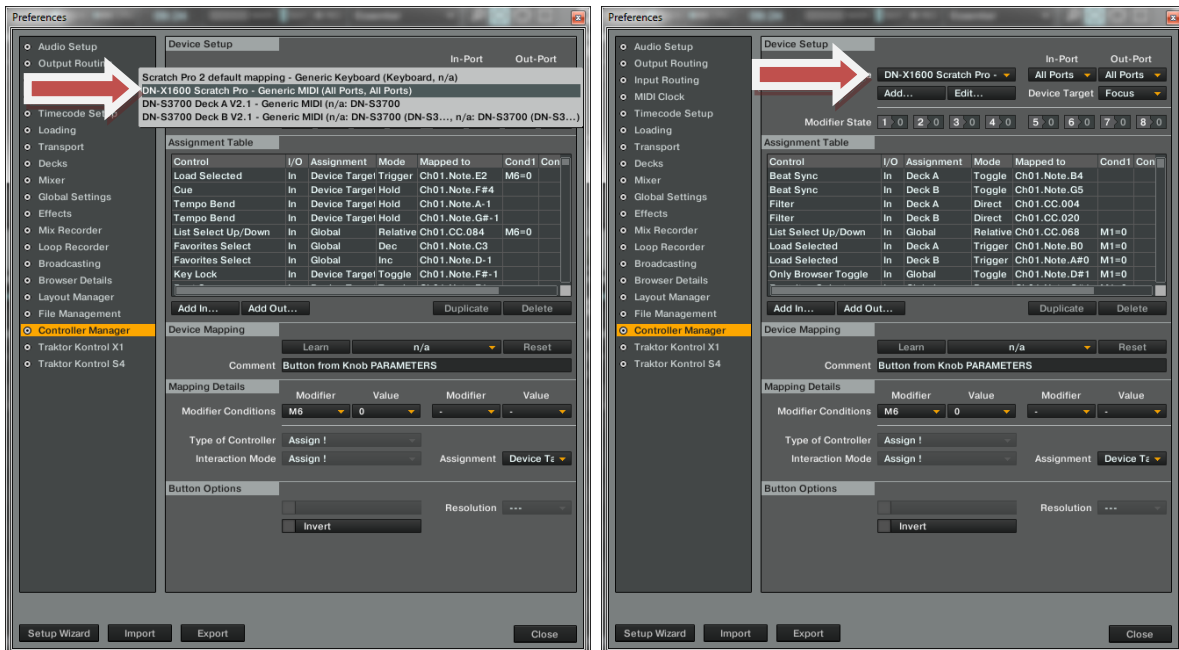 Preferences
Audio Setup
Output Routin
Timecode Set p
Loading
Transport
Decks
Mixer
Global Settings
Effects
Mix Recorder
Loop Recorder
Broadcasting
Browser Details
Layout Manager
File Management
Controller Manager
Traktor Kontrol X1
Traktor Kontrol S4
Device Setup
In-Port Out-Port
Scratch Pro 2 default mapping - Generic Keyboard (Keyboard, n/a)
DN-X1600 Scratch Pro - Generic MIDI (All Ports, All Ports)
DN-S3700 Deck A V2.1 - Generic MIDI (n/a: DN-S3700
DN-S3700 Deck B V2.1 - Generic MIDI (n/a: DN-S3700 (DN-S3..., n/a: DN-S3700 (DN-S3...)
Assignment Table
Control I/O Assignment Mode Mapped to Cond1 Con
Load Selected In Device Target Trigger Ch01.Note.E2 M6=0
Cue In Device Target Hold Ch01.Note.F#4
Tempo Bend In Device Target Hold Ch01.Note.A-1
Tempo Bend In Device Target Hold Ch01.Note.G#-1
List Select Up/Down In Global Relative Ch01.CC.084 M6=0
Favorites Select In Global Dec Ch01.Note.C3
Favorites Select In Global Inc Ch01.Note.D-1
Key Lock In Device Target Toggle Ch01.Note.F#-1
Add In... Add Out... Duplicate Delete
Device Mapping
Learn n/a Reset
Comment Button from Knob PARAMETERS
Mapping Details
Modifier Value Modifier Value
Modifier Conditions M6 0 - -
Type of Controller Assign !
Interaction Mode Assign ! Assignment Device Ta
Button Options
Resolution ---
Invert
Setup Wizard Import Export Close
Preferences
Audio Setup
Output Routing
Input Routing
MIDI Clock
Timecode Setup
Loading
Transport
Decks
Mixer
Global Settings
Effects
Mix Recorder
Loop Recorder
Broadcasting
Browser Details
Layout Manager
File Management
Controller Manager
Traktor Kontrol X1
Traktor Kontrol S4
Device Setup
In-Port Out-Port
DN-X1600 Scratch Pro - All Ports All Ports
Add... Edit... Device Target Focus
Modifier State 1 0 2 0 3 0 4 0 5 0 6 0 7 0 8 0
Assignment Table
Control I/O Assignment Mode Mapped to Cond1 Con
Beat Sync In Deck A Toggle Ch01.Note.B4
Beat Sync In Deck B Toggle Ch01.Note.G5
Filter In Deck A Direct Ch01.CC.004
Filter In Deck B Direct Ch01.CC.020
List Select Up/Down In Global Relative Ch01.CC.068 M1=0
Load Selected In Deck A Trigger Ch01.Note.B0 M1=0
Load Selected In Deck B Trigger Ch01.Note.A#0 M1=0
Only Browser Toggle In Global Toggle Ch01.Note.D#1 M1=0
Add In... Add Out... Duplicate Delete
Device Mapping
Learn n/a Reset
Comment Button from Knob PARAMETERS
Mapping Details
Modifier Value Modifier Value
Modifier Conditions M6 0 - -
Type of Controller Assign !
Interaction Mode Assign ! Assignment Device Ta
Button Options
Resolution ---
Invert
Setup Wizard Import Export Close